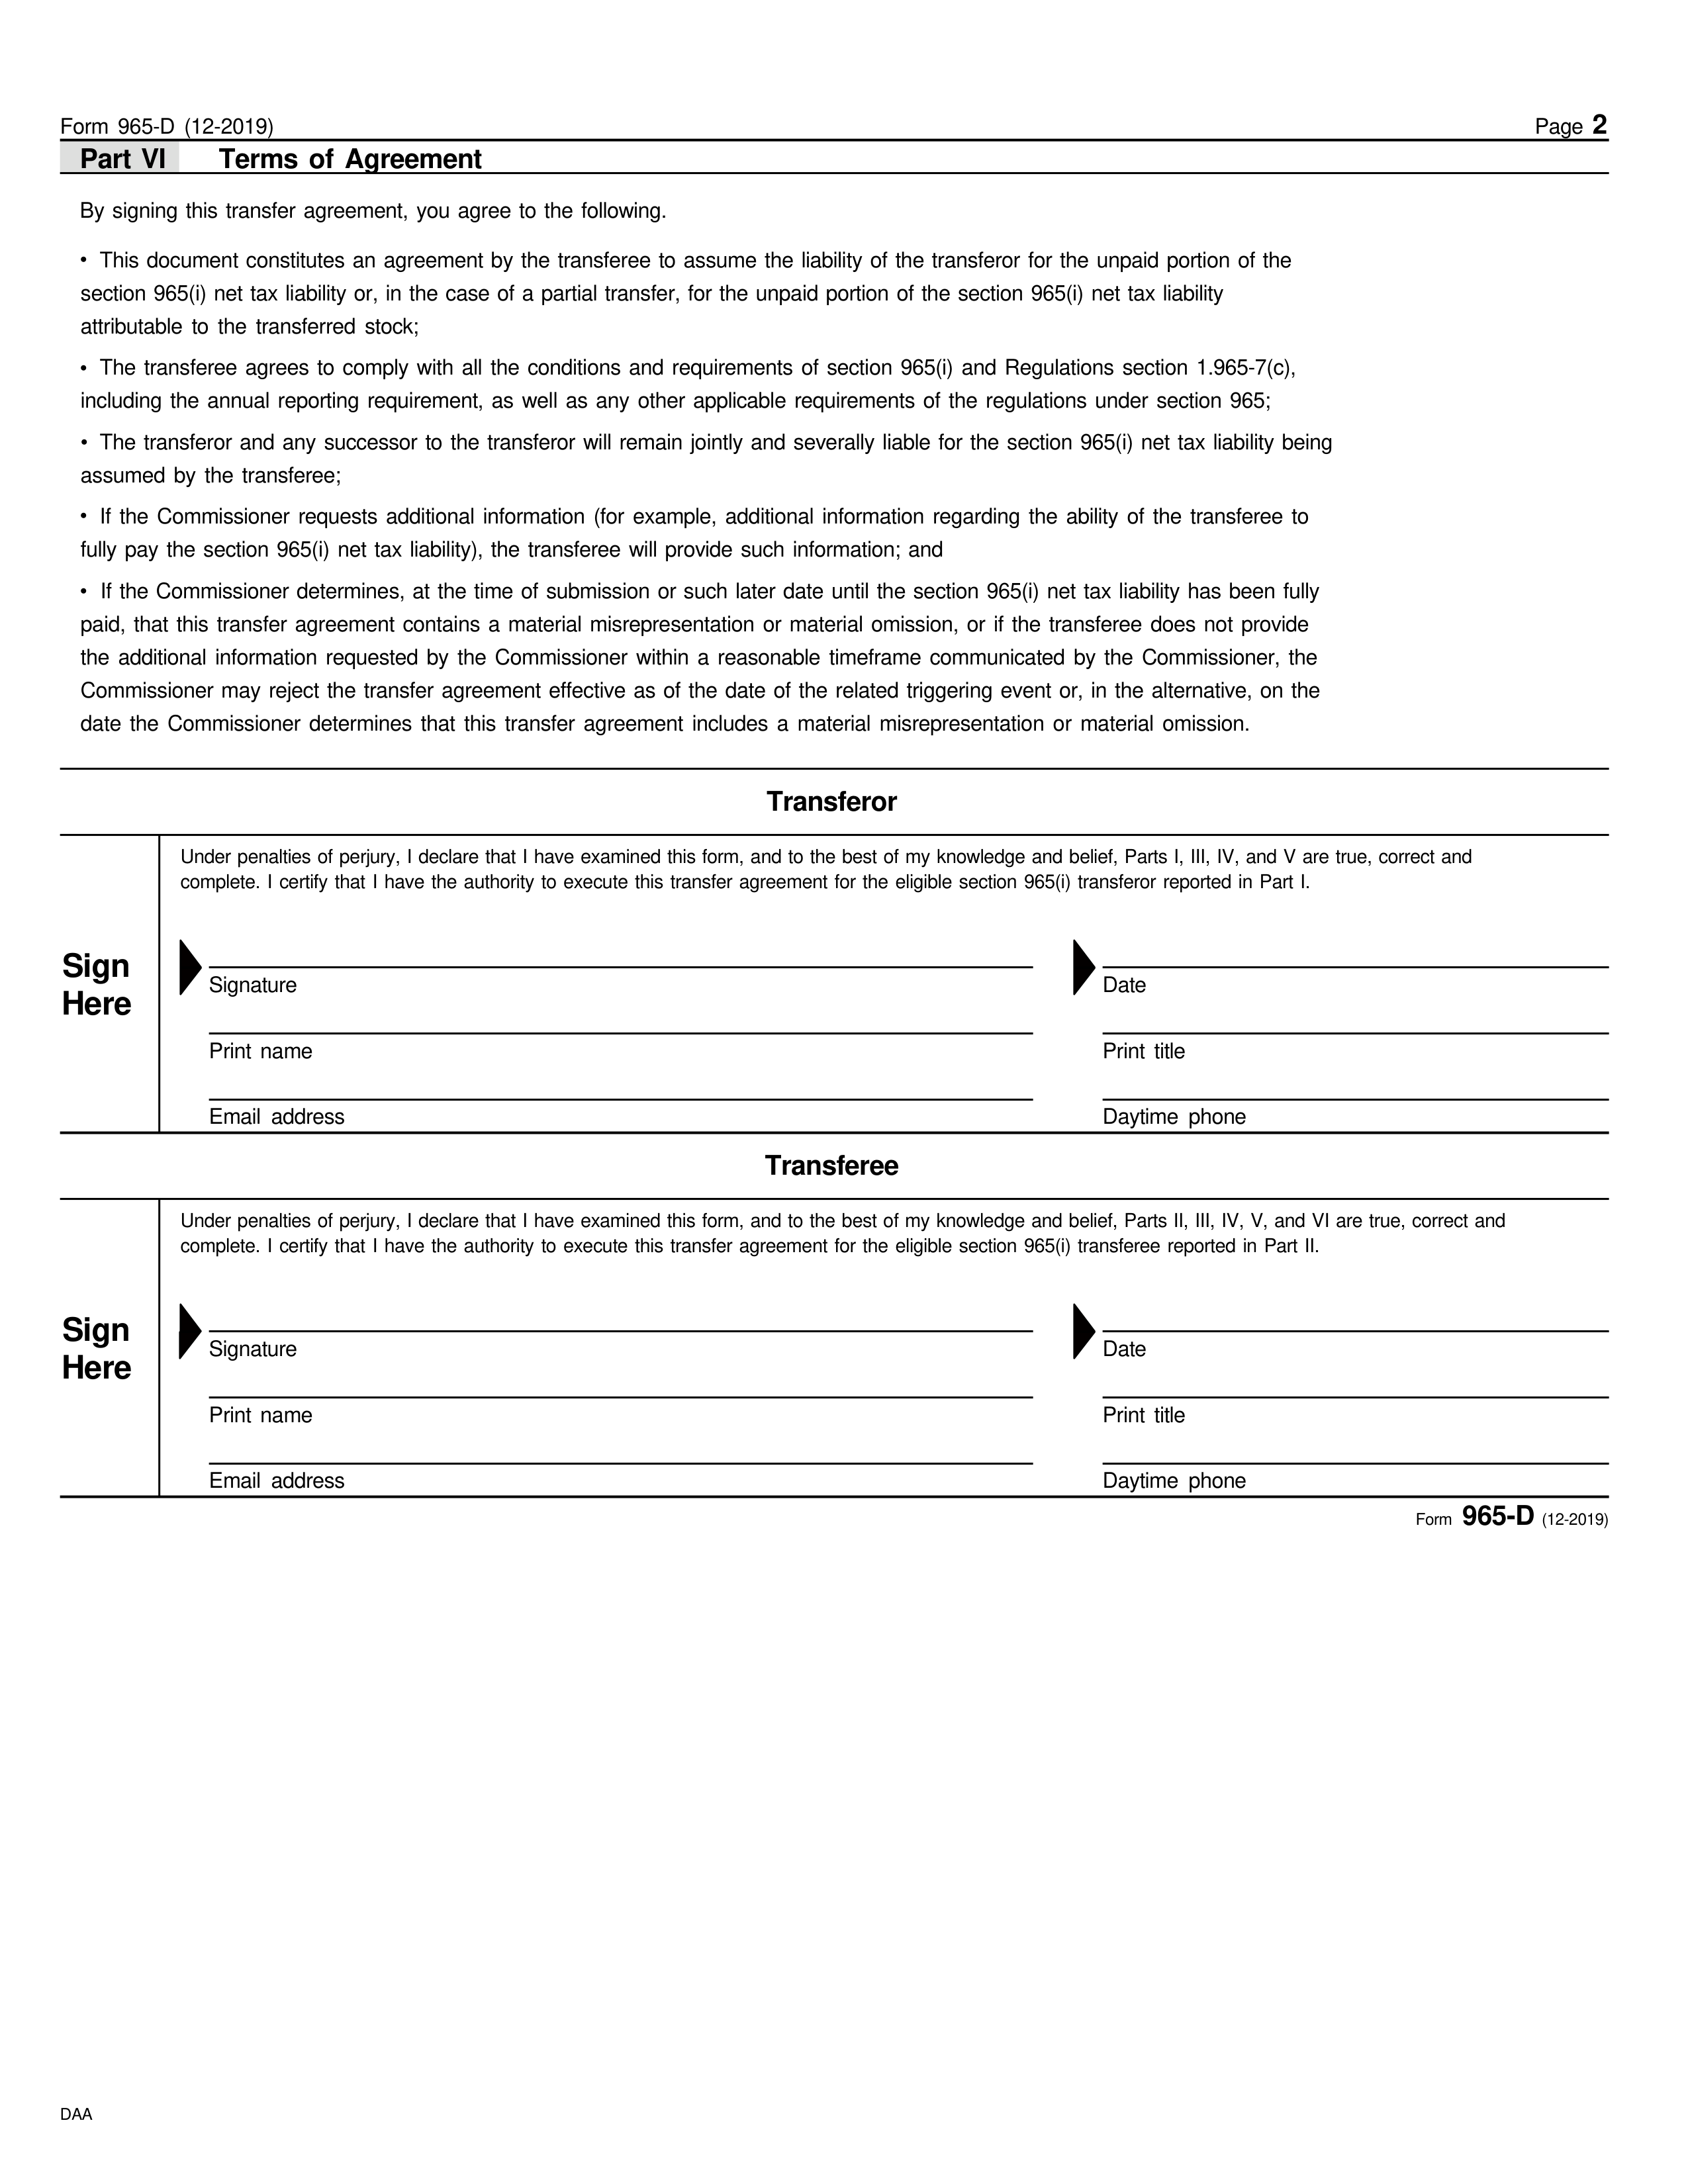 Form 965-D (12-2019) Page 2
Part VI Terms of Agreement
By signing this transfer agreement, you agree to the following.
• This document constitutes an agreement by the transferee to assume the liability of the transferor for the unpaid portion of the
section 965(i) net tax liability or, in the case of a partial transfer, for the unpaid portion of the section 965(i) net tax liability
attributable to the transferred stock;
• The transferee agrees to comply with all the conditions and requirements of section 965(i) and Regulations section 1.965-7(c),
including the annual reporting requirement, as well as any other applicable requirements of the regulations under section 965;
• The transferor and any successor to the transferor will remain jointly and severally liable for the section 965(i) net tax liability being
assumed by the transferee;
• If the Commissioner requests additional information (for example, additional information regarding the ability of the transferee to
fully pay the section 965(i) net tax liability), the transferee will provide such information; and
• If the Commissioner determines, at the time of submission or such later date until the section 965(i) net tax liability has been fully
paid, that this transfer agreement contains a material misrepresentation or material omission, or if the transferee does not provide
the additional information requested by the Commissioner within a reasonable timeframe communicated by the Commissioner, the
Commissioner may reject the transfer agreement effective as of the date of the related triggering event or, in the alternative, on the
date the Commissioner determines that this transfer agreement includes a material misrepresentation or material omission.
Transferor
Under penalties of perjury, I declare that I have examined this form, and to the best of my knowledge and belief, Parts I, III, IV, and V are true, correct and
complete. I certify that I have the authority to execute this transfer agreement for the eligible section 965(i) transferor reported in Part I.
Sign
Here
Signature Date
Print name Print title
Email address Daytime phone
Transferee
Under penalties of perjury, I declare that I have examined this form, and to the best of my knowledge and belief, Parts II, III, IV, V, and VI are true, correct and
complete. I certify that I have the authority to execute this transfer agreement for the eligible section 965(i) transferee reported in Part II.
Sign
Here
Signature Date
Print name Print title
Email address Daytime phone
Form 965-D (12-2019)
DAA